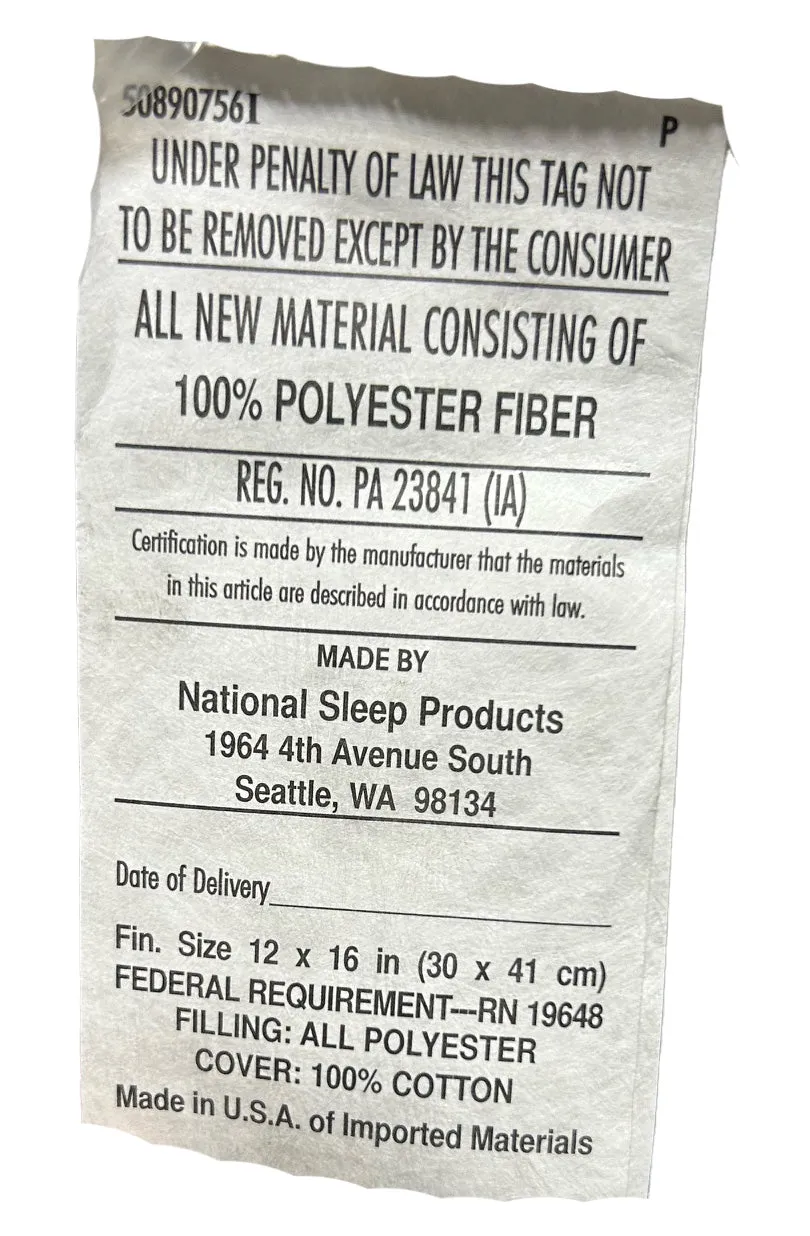 508907561
P
UNDER PENALTY OF LAW THIS TAG NOT
TO BE REMOVED EXCEPT BY THE CONSUMER
ALL NEW MATERIAL CONSISTING OF
100% POLYESTER FIBER
REG. NO. PA 23841 (IA)
Certification is made by the manufacturer that the materials
in this article are described in accordance with law.
MADE BY
National Sleep Products
1964 4th Avenue South
Seattle, WA 98134
Date of Delivery
Fin. Size 12 x 16 in (30 x 41 cm)
FEDERAL REQUIREMENT---RN 19648
FILLING: ALL POLYESTER
COVER: 100% COTTON
Made in U.S.A. of Imported Materials